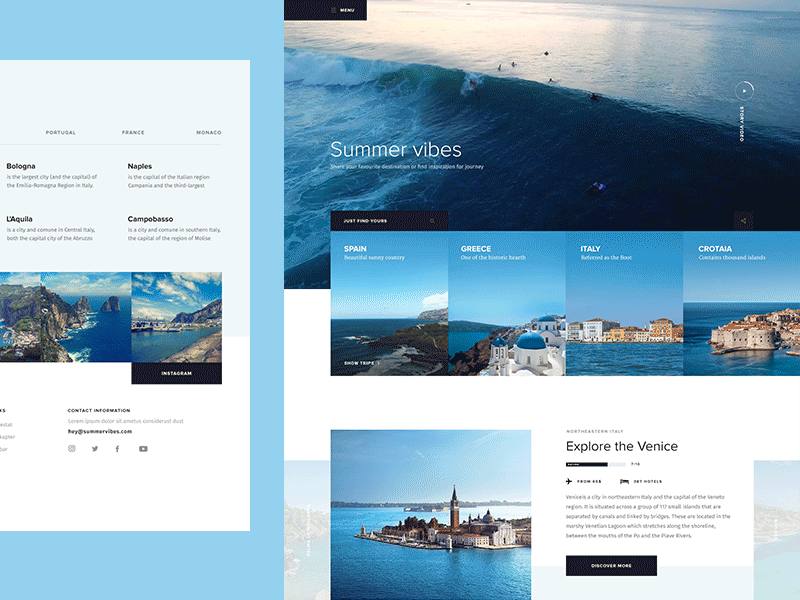 PORTUGAL
FRANCE
MONACO
Bologna
is the largest city (and the capital) of
the Emilia-Romagna Region in Italy.
Naples
is the capital of the Italian region
Campania and the third-largest
L'Aquila
is a city and comune in Central Italy,
both the capital city of the Abruzzo
Campobasso
is a city and comune in southern Italy,
the capital of the region of Molise
INSTAGRAM
CONTACT INFORMATION
Lorem ipsum dolor sit ametus considerast dust
hey@summervibes.com
MENU
STORY VIDEO
Summer vibes
Share your favourite destination or find inspiration for journey
JUST FIND YOURS
SPAIN
Beautiful sunny country
SHOW TRIPS
GREECE
One of the historic hearth
ITALY
Referred as the Boot
CROTAIA
Contains thousand islands
NORTHEASTERN ITALY
Explore the Venice
7/10
FROM 45$
367 HOTELS
Veniceis a city in northeastern Italy and the capital of the Veneto
region. It is situated across a group of 117 small islands that are
separated by canals and linked by bridges. These are located in the
marshy Venetian Lagoon which stretches along the shoreline,
between the mouths of the Po and the Piave Rivers.
DISCOVER MORE